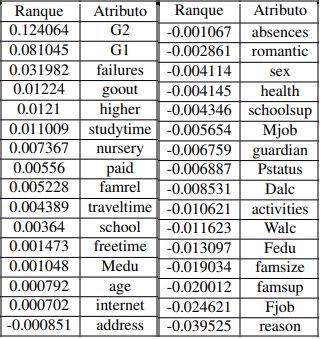 Ranque Atributo
0.124064 G2
0.081045 G1
0.031982 failures
0.01224 goout
0.0121 higher
0.011009 studytime
0.007367 nursery
0.00556 paid
0.005228 famrel
0.004389 traveltime
0.00364 school
0.001473 freetime
0.001048 Medu
0.000792 age
0.000702 internet
-0.000851 address
Ranque Atributo
-0.001067 absences
-0.002861 romantic
-0.004114 sex
-0.004145 health
-0.004346 schoolsup
-0.005654 Mjob
-0.006759 guardian
-0.006887 Pstatus
-0.008531 Dalc
-0.010621 activities
-0.011623 Walc
-0.013097 Fedu
-0.019034 famsize
-0.020012 famsup
-0.024621 Fjob
-0.039525 reason